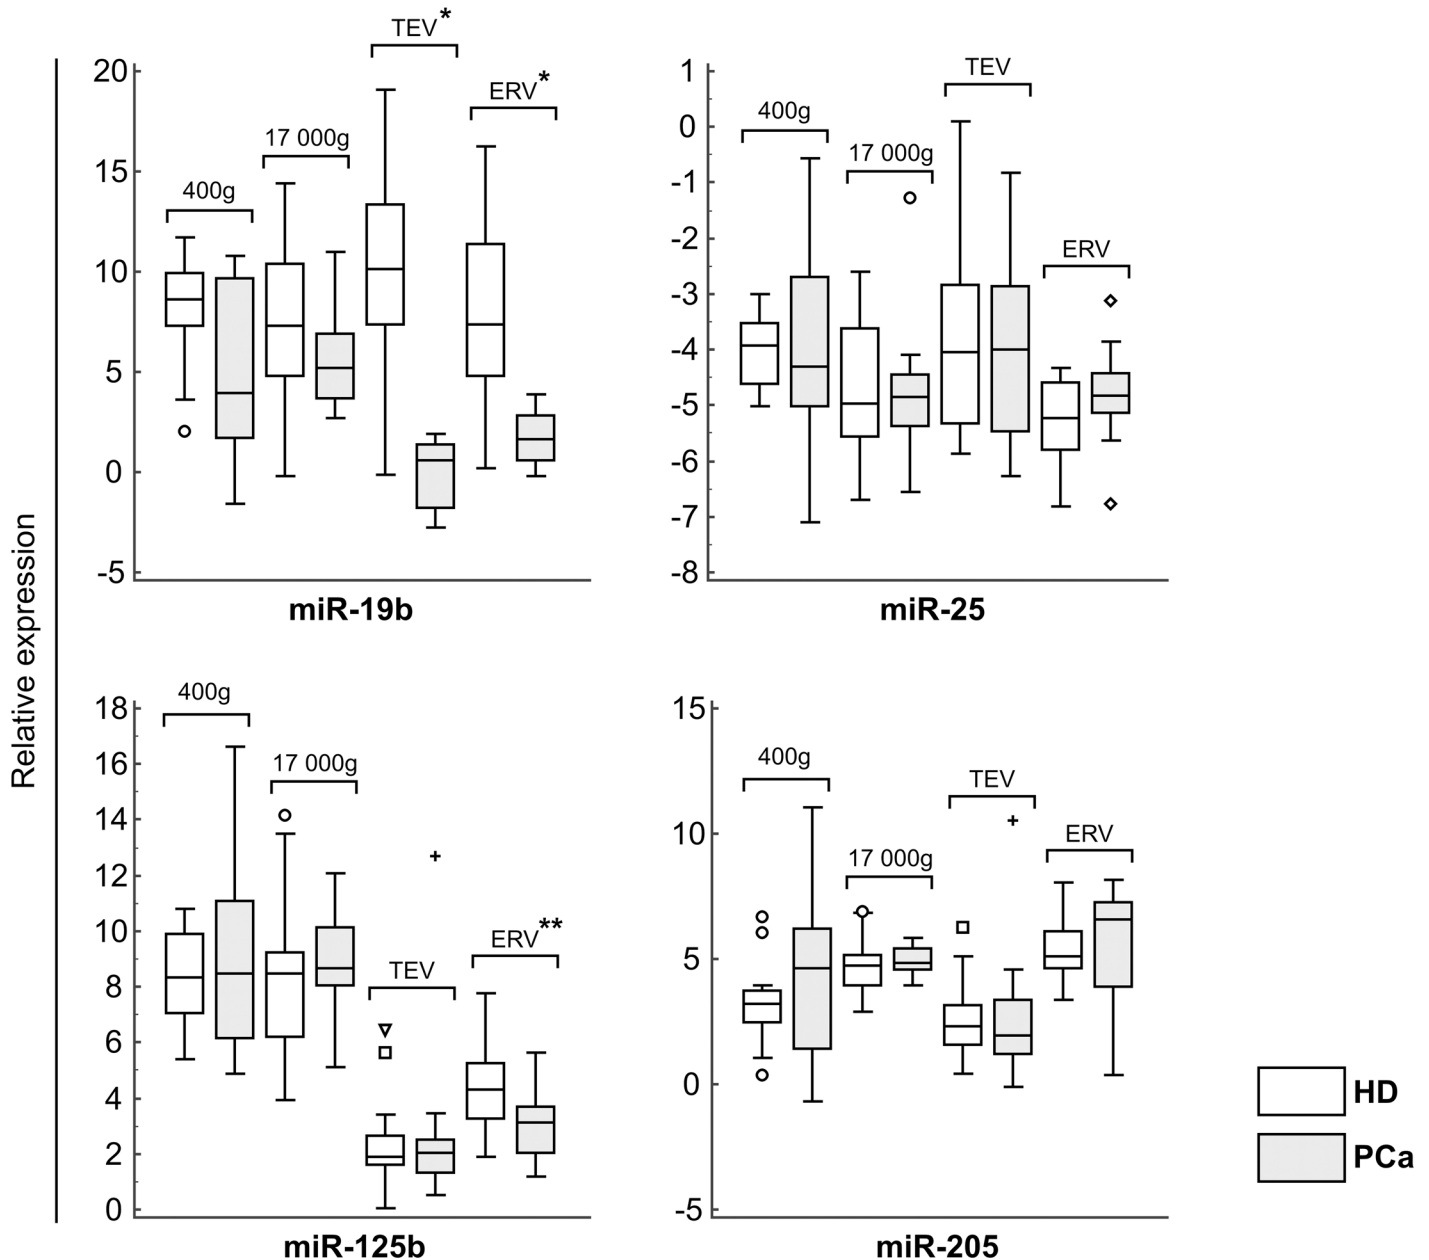 Relative expression
TEV*
ERV*
17 000g
400g
20
15
10
5
0
-5
miR-19b
TEV
400g
17 000g
ERV
1
0
-1
-2
-3
-4
-5
-6
-7
-8
miR-25
400g
17 000g
ERV**
TEV
18
16
14
12
10
8
6
4
2
0
miR-125b
400g
TEV
ERV
17 000g
15
10
5
0
-5
miR-205
HD
PCa